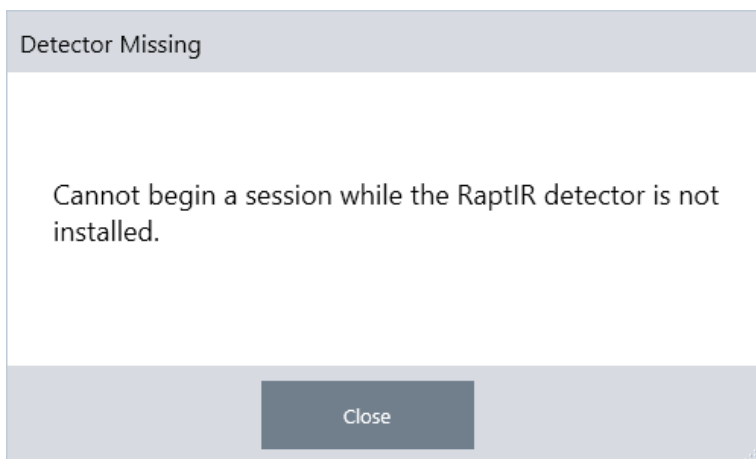 Detector Missing
Cannot begin a session while the RaptIR detector is not
installed.
Close